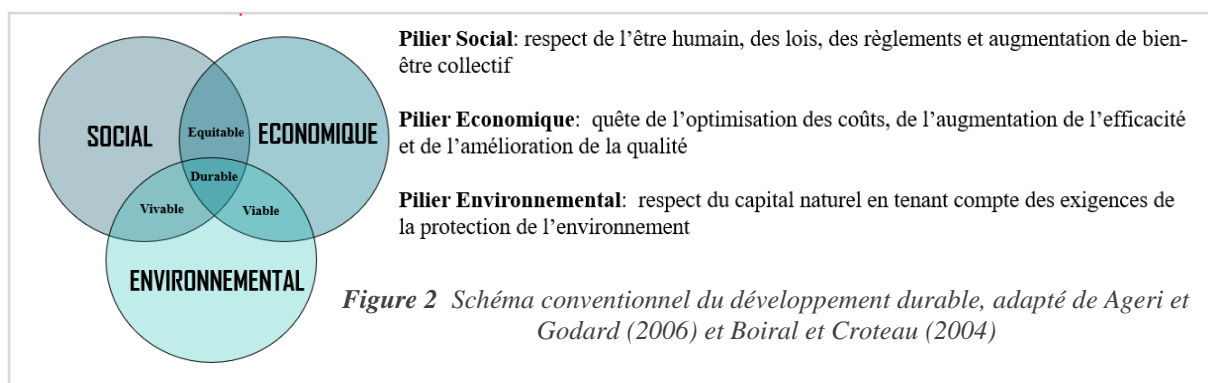 SOCIAL
Equitable
ECONOMIQUE
Durable
Vivable
Viable
ENVIRONNEMENTAL
Pilier Social: respect de l’être humain, des lois, des règlements et augmentation de bien-
être collectif
Pilier Economique:  quête de l’optimisation des coûts, de l’augmentation de l’efficacité
et de l’amélioration de la qualité
Pilier Environnemental:  respect du capital naturel en tenant compte des exigences de
la protection de l’environnement
Figure 2  Schéma conventionnel du développement durable, adapté de Ageri et
Godard (2006) et Boiral et Croteau (2004)